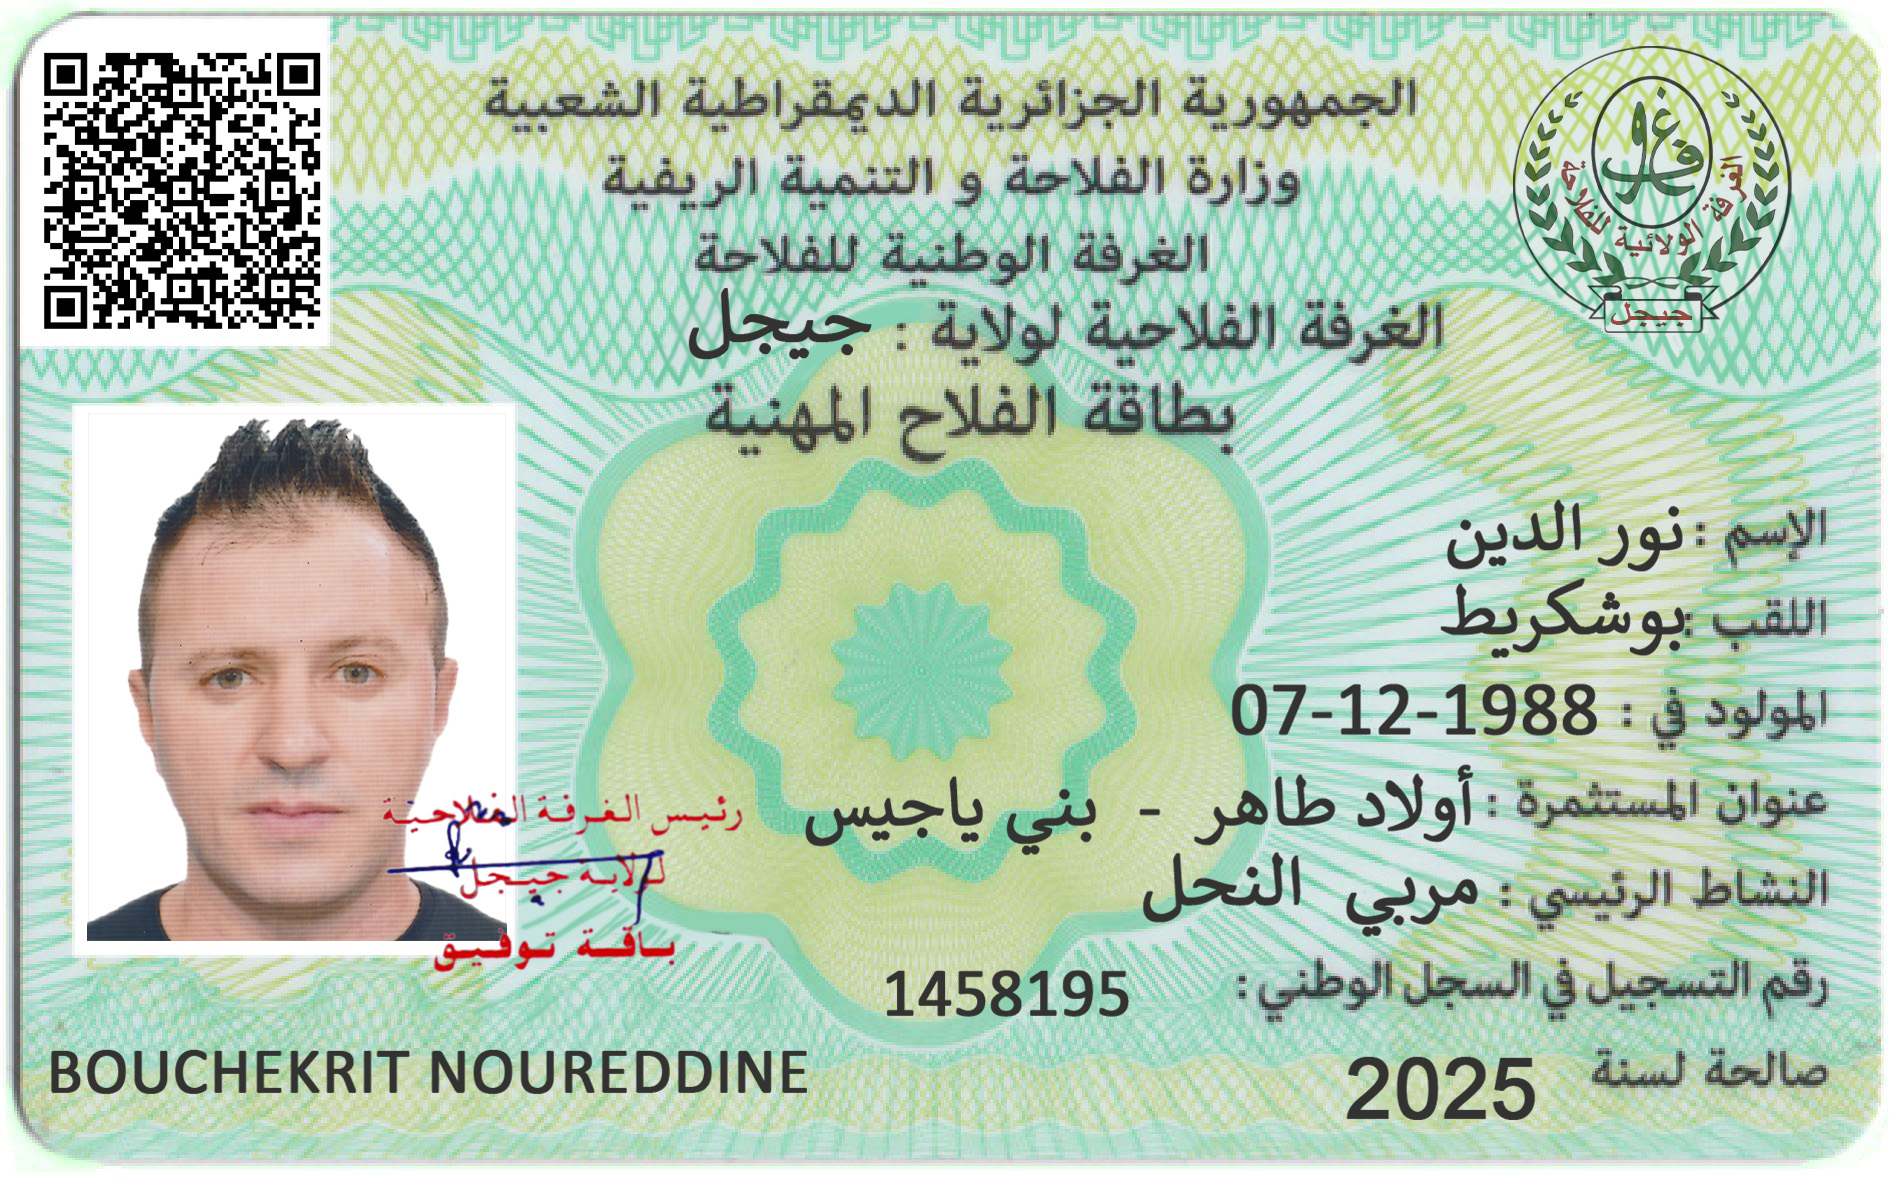 الجمهورية الجزائرية الديمقراطية الشعبية
وزارة الفلاحة و التنمية الريفية
الغرفة الوطنية للفلاحة
الغرفة الفلاحية لولاية : جيجل
بطاقة الفلاح المهنية
الغرفة الولائية للفلاحة
جيجل
الإسم : نور الدين
اللقب : بوشكريط
المولود في : 07-12-1988
عنوان المستثمرة : أولاد طاهر - بني ياجيس
النشاط الرئيسي : مربي النحل
رقم التسجيل في السجل الوطني : 1458195
صالحة لسنة 2025
رئيس الغرفة الفلاحية
لولاية جيجل
باقة توفيق
BOUCHEKRIT NOUREDDINE